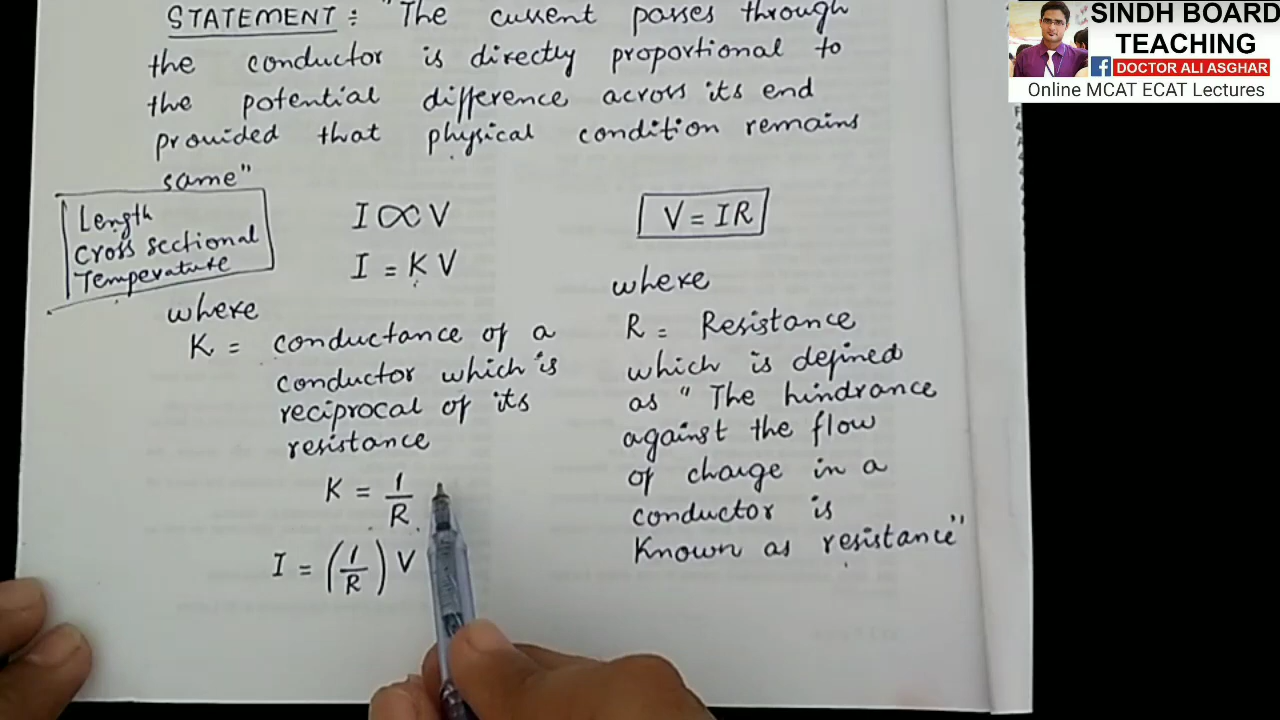 STATEMENT: "The current passes through
the conductor is directly proportional to
the potential difference across its end
provided that physical condition remains
same"
Length
Cross sectional
Temperature
I ∝ V
I = K V
where
K = conductance of a
conductor which is
reciprocal of its
resistance
K = 1/R
I = (1/R) V
V = IR
where
R = Resistance
which is defined
as "The hindrance
against the flow
of charge in a
conductor is
Known as resistance"
SINDH BOARD
TEACHING
f DOCTOR ALI ASGHAR
Online MCAT ECAT Lectures